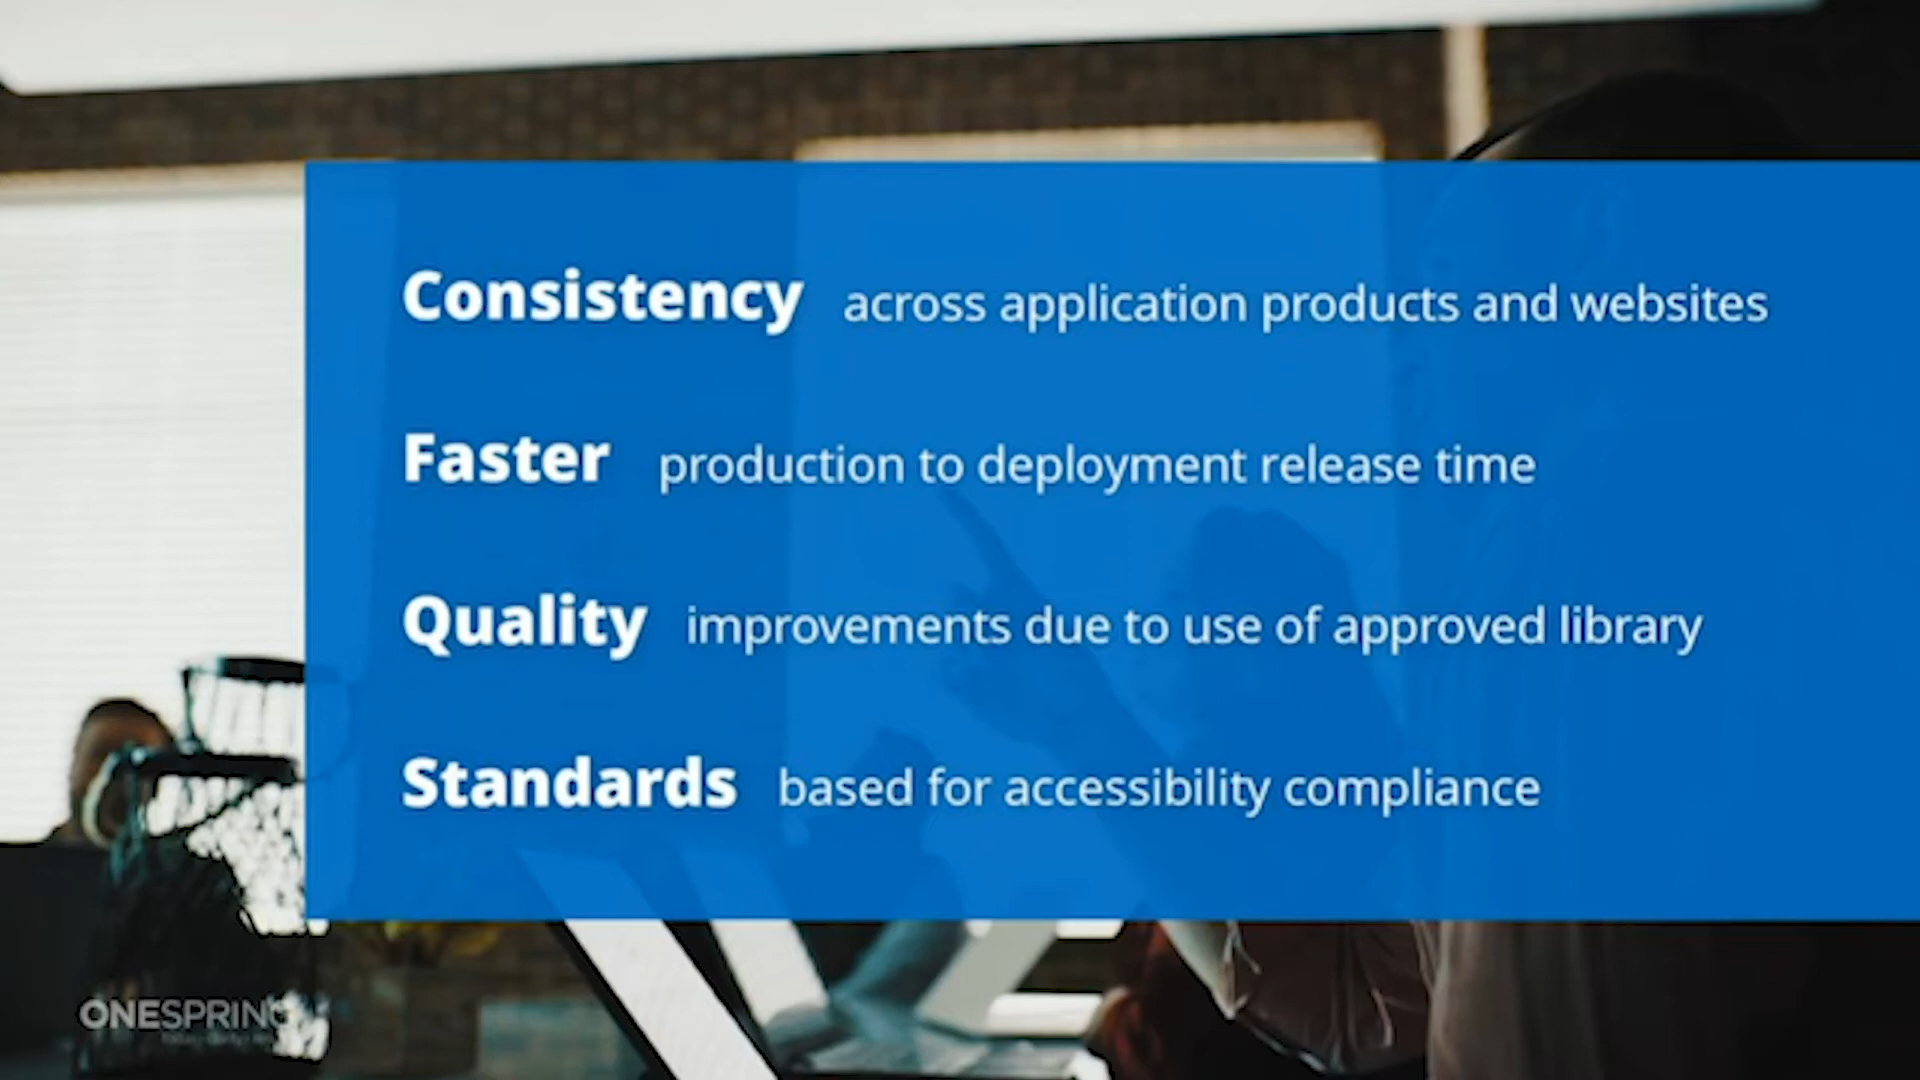 Consistency across application products and websites
Faster production to deployment release time
Quality improvements due to use of approved library
Standards based for accessibility compliance
ONESPRING